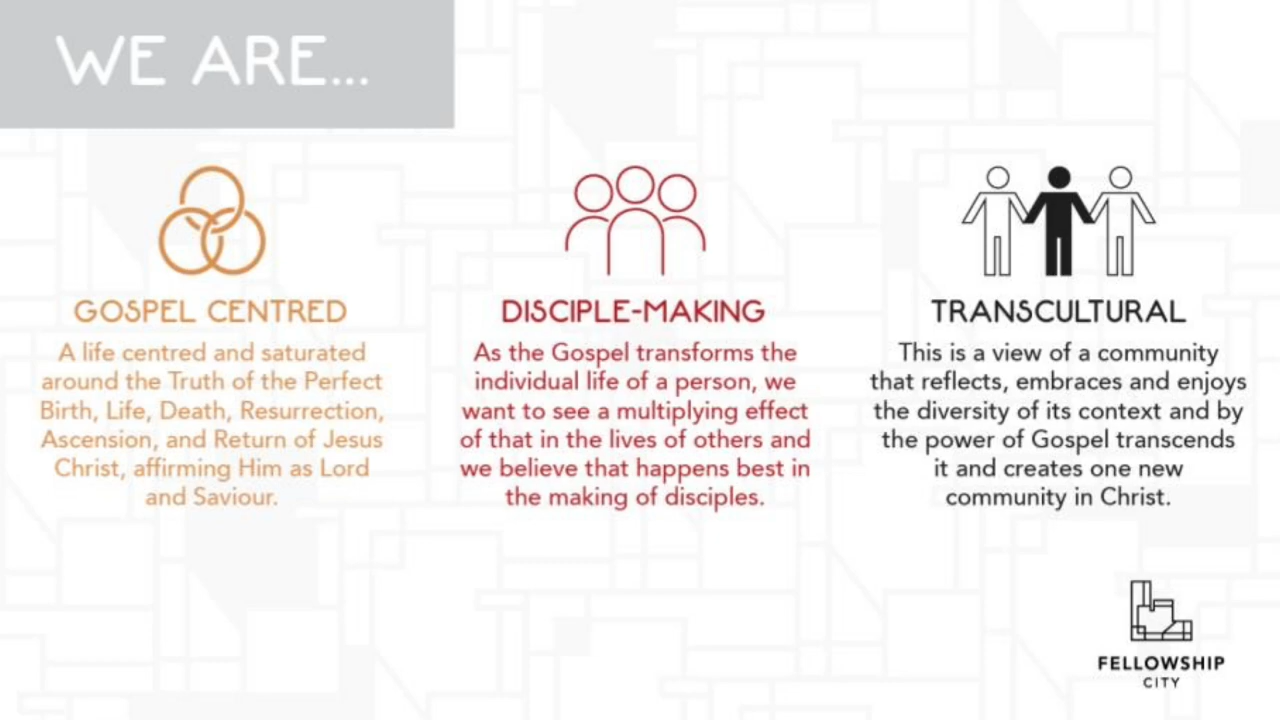 WE ARE...
GOSPEL CENTRED
A life centred and saturated
around the Truth of the Perfect
Birth, Life, Death, Resurrection,
Ascension, and Return of Jesus
Christ, affirming Him as Lord
and Saviour.
DISCIPLE-MAKING
As the Gospel transforms the
individual life of a person, we
want to see a multiplying effect
of that in the lives of others and
we believe that happens best in
the making of disciples.
TRANSCULTURAL
This is a view of a community
that reflects, embraces and enjoys
the diversity of its context and by
the power of Gospel transcends
it and creates one new
community in Christ.
FELLOWSHIP
CITY